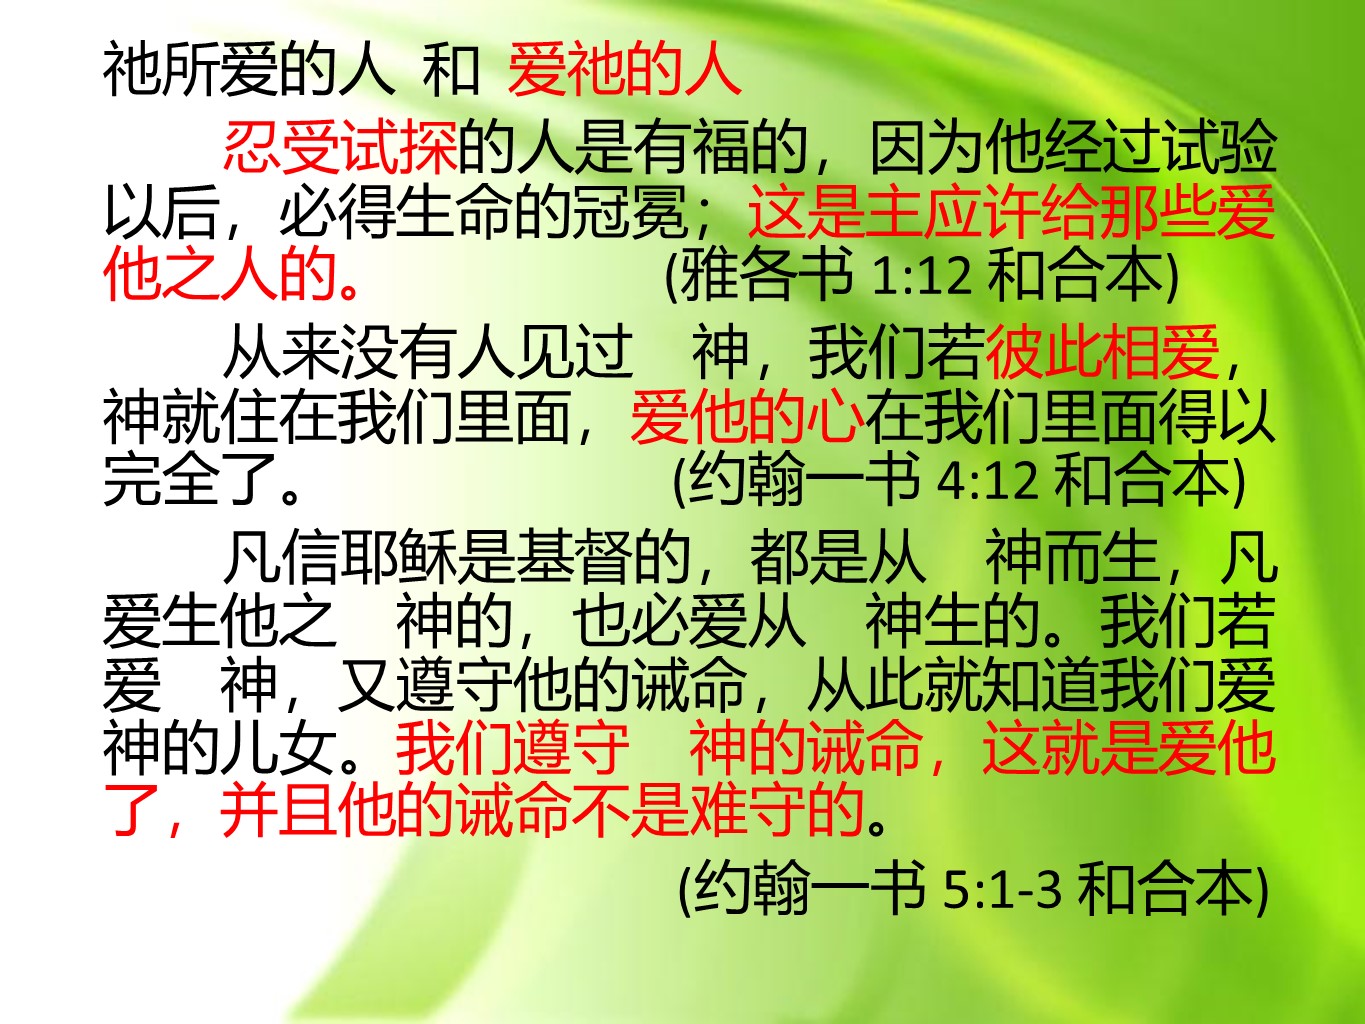 祂所爱的人 和 爱祂的人
忍受试探的人是有福的，因为他经过试验
以后，必得生命的冠冕；这是主应许给那些爱
他之人的。 (雅各书 1:12 和合本)
从来没有人见过　神，我们若彼此相爱，
神就住在我们里面，爱他的心在我们里面得以
完全了。 (约翰一书 4:12 和合本)
凡信耶稣是基督的，都是从　神而生，凡
爱生他之　神的，也必爱从　神生的。我们若
爱　神，又遵守他的诫命，从此就知道我们爱
神的儿女。我们遵守　神的诫命，这就是爱他
了，并且他的诫命不是难守的。
(约翰一书 5:1-3 和合本)